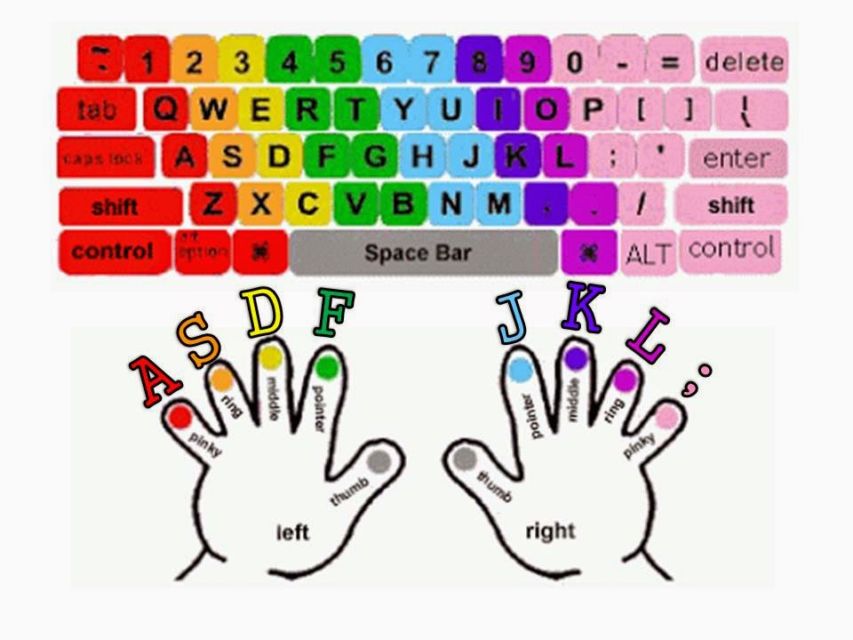 ~ 1 2 3 4 5 6 7 8 9 0 - = delete
tab Q W E R T Y U I O P [ ] {
caps lock A S D F G H J K L ; ' enter
shift Z X C V B N M , . / shift
control option ⌘ Space Bar ⌘ ALT control
A S D F J K L ;
pinky ring middle pointer thumb
thumb pointer middle ring pinky
left right